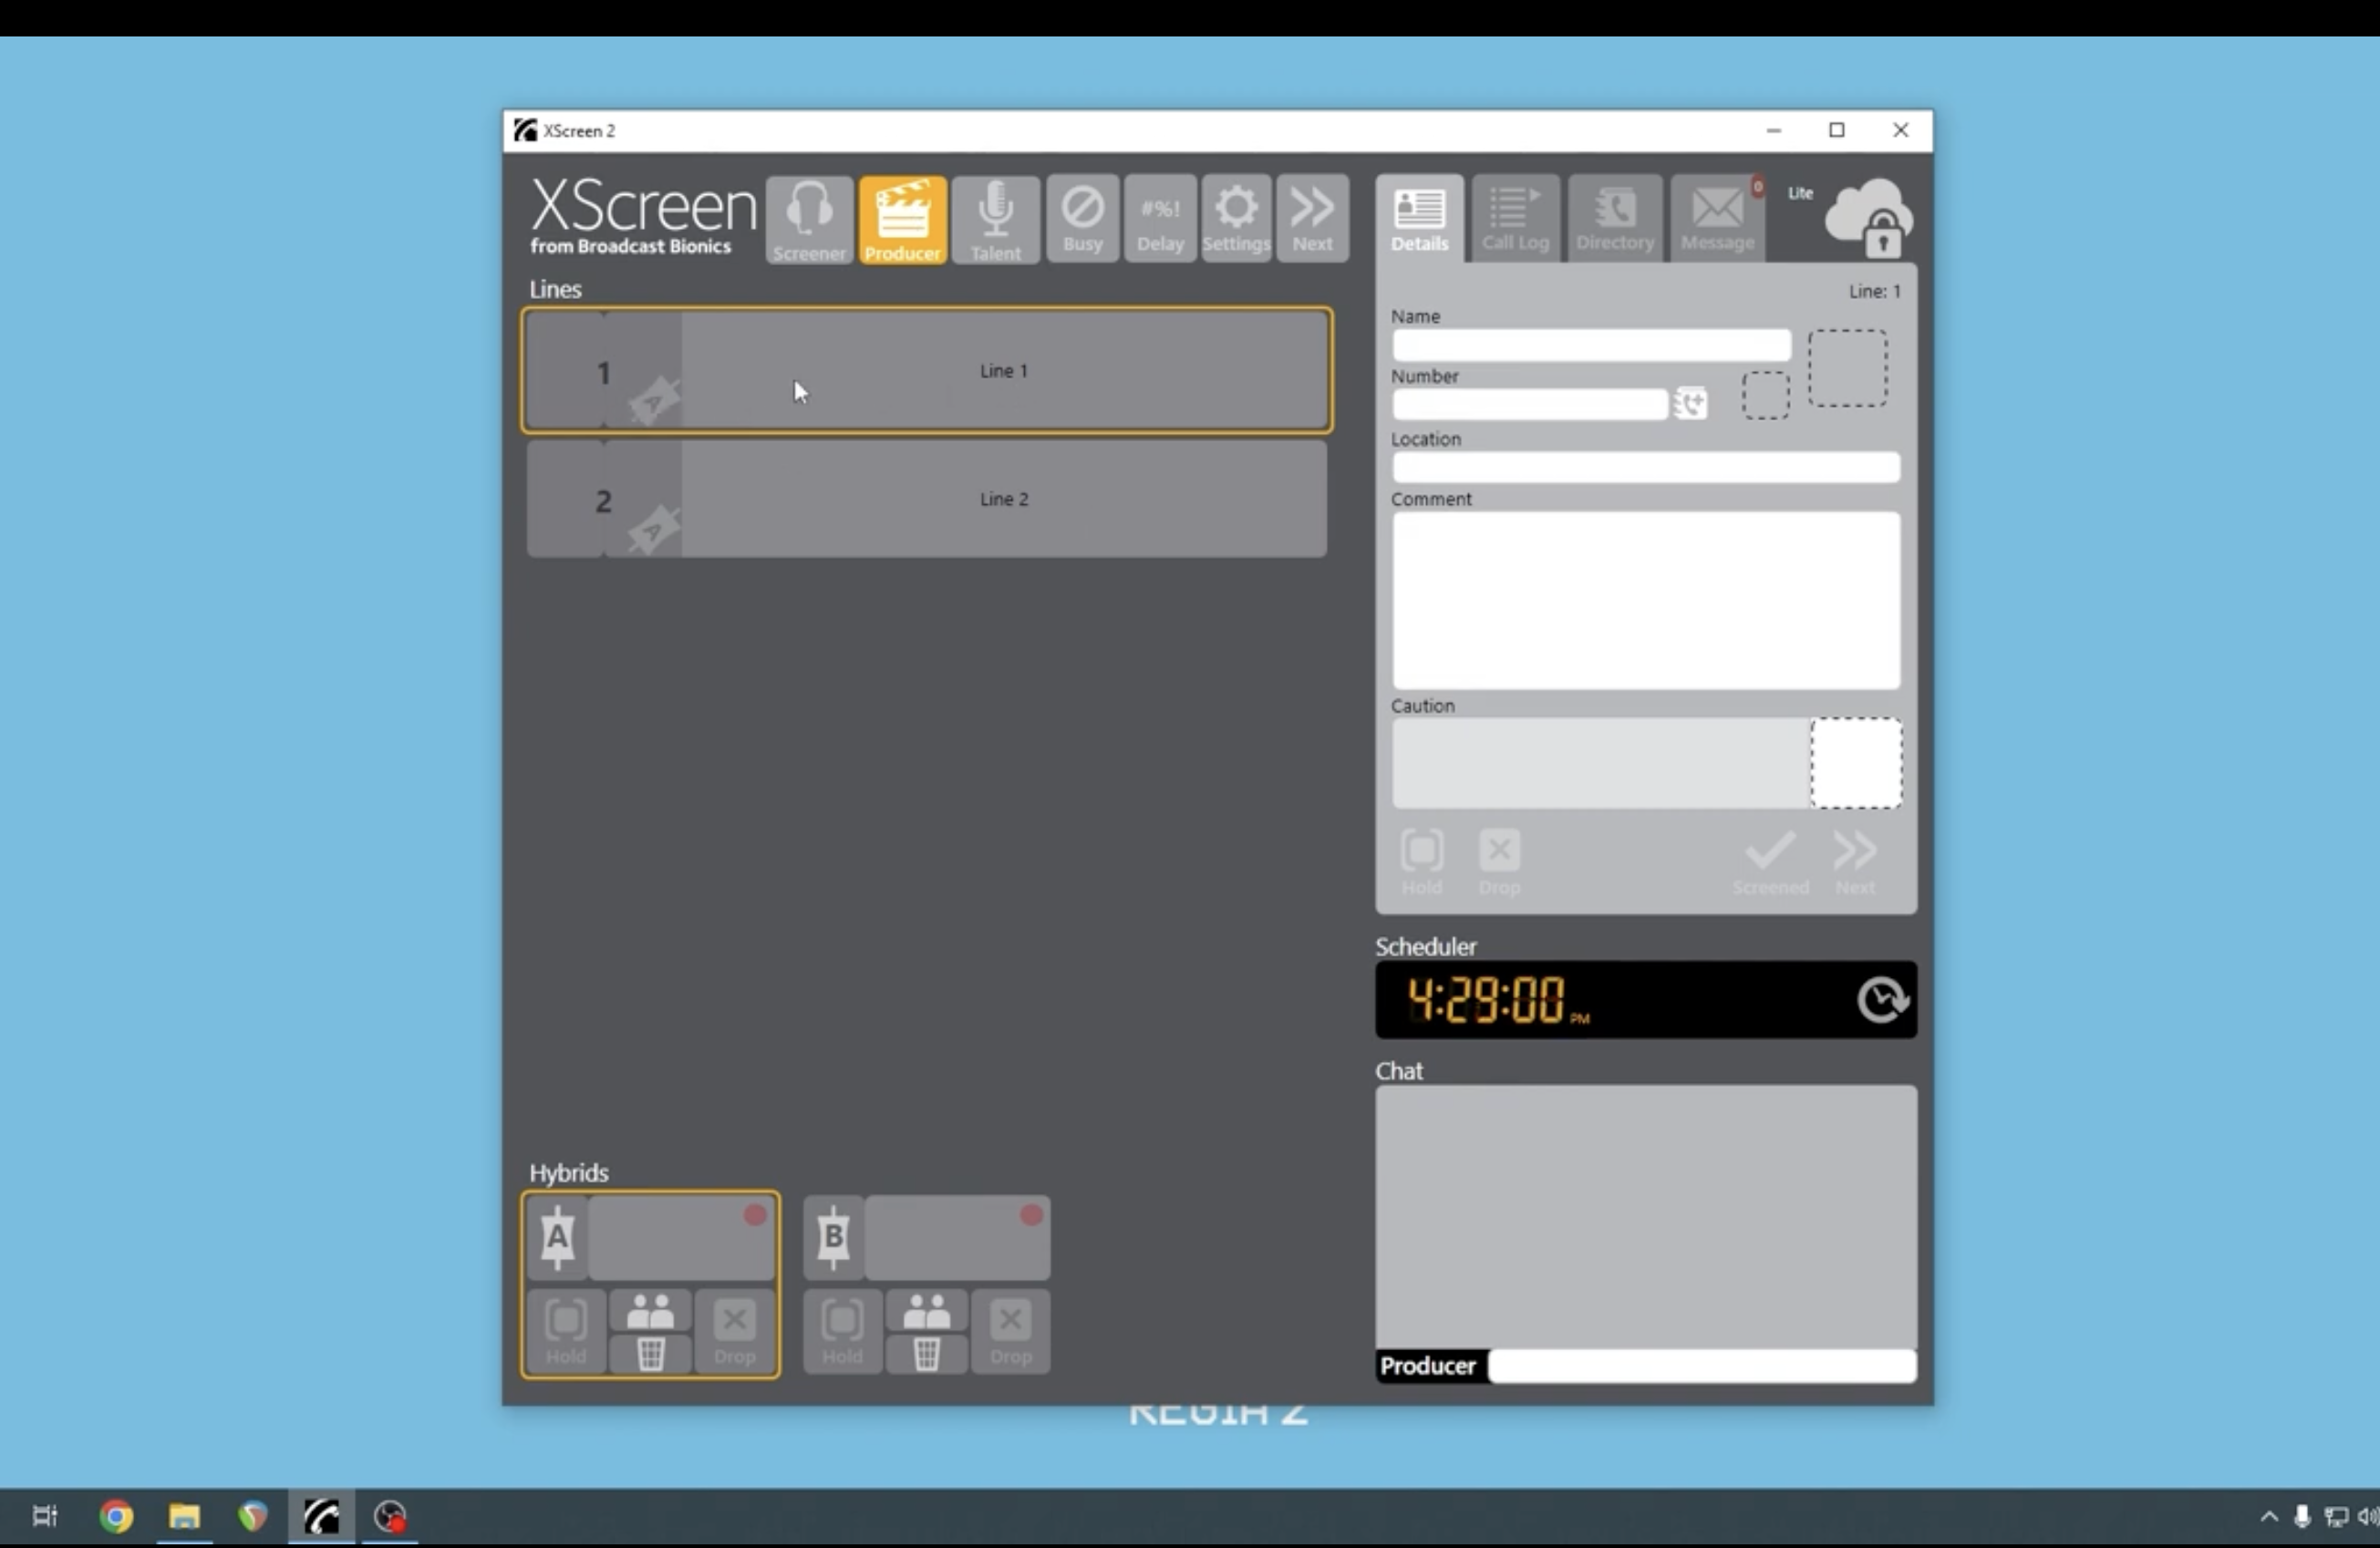 XScreen 2
XScreen
from Broadcast Bionics
Screener
Producer
Talent
Busy
#%!
Delay
Settings
Next
Details
Call Log
Directory
Message
0
Lite
Lines
1
A
Line 1
2
A
Line 2
Line: 1
Name
Number
Location
Comment
Caution
Hold
Drop
Screened
Next
Scheduler
4:29:00 PM
Chat
Producer
Hybrids
A
Hold
Drop
B
Hold
Drop
REGIA 2